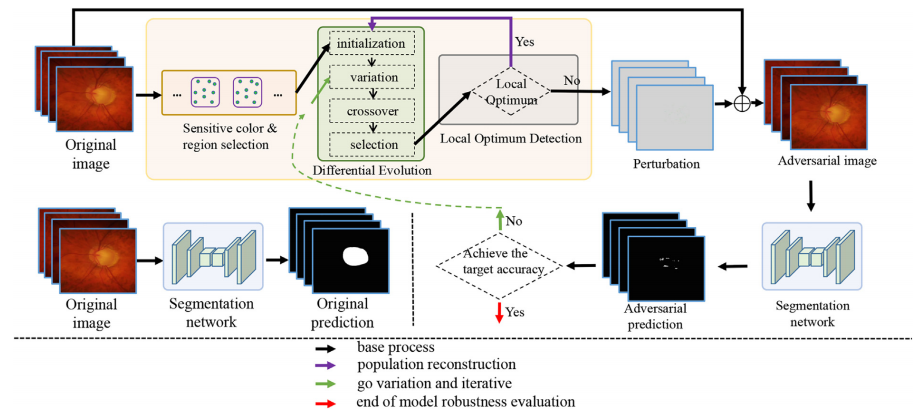 initialization
Yes
variation
...
...
Local
Optimum
No
crossover
Sensitive color &
region selection
selection
Local Optimum Detection
Original
image
Differential Evolution
Perturbation
Adversarial image
No
Achieve the
target accuracy
Yes
Original
image
Segmentation
network
Original
prediction
Adversarial
prediction
Segmentation
network
base process
population reconstruction
go variation and iterative
end of model robustness evaluation